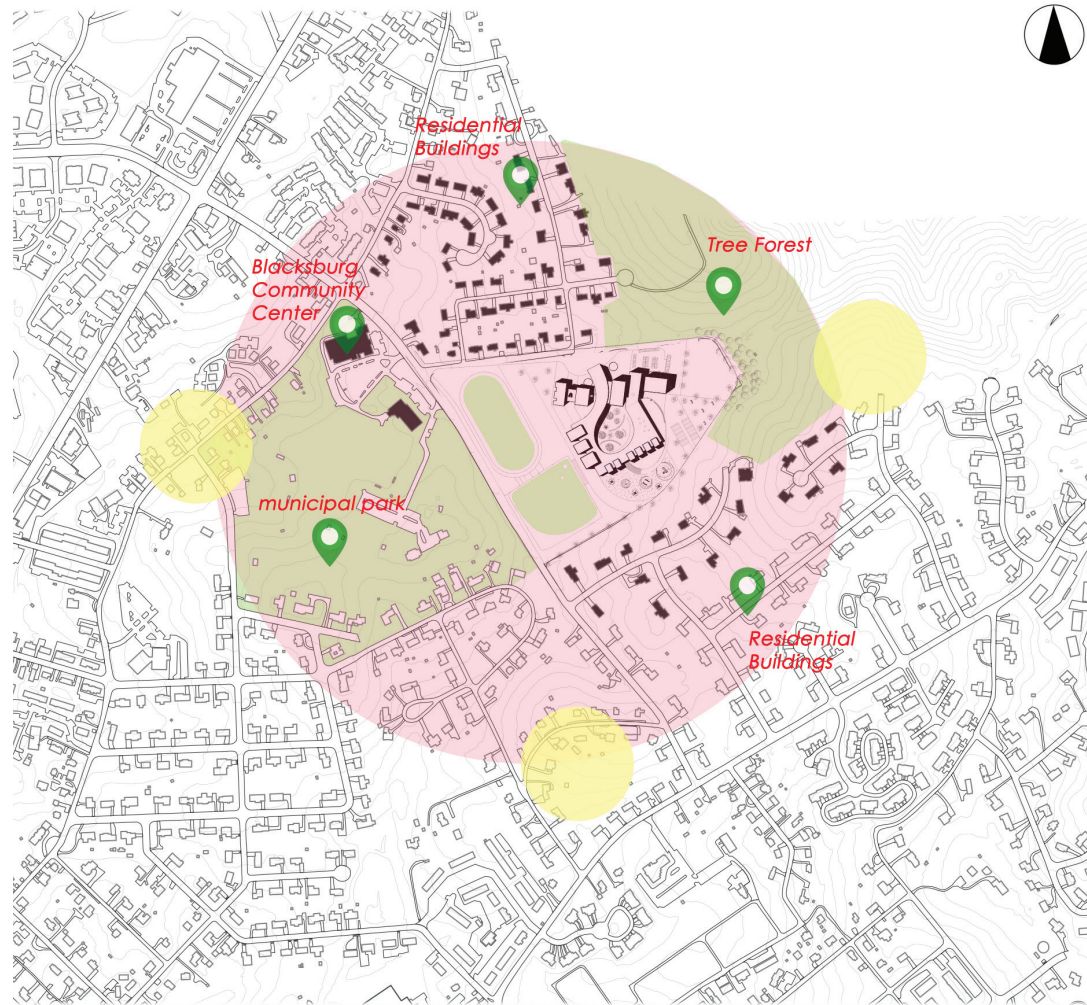 Residential
Buildings
Tree Forest
Blacksburg
Community
Center
municipal park
Residential
Buildings